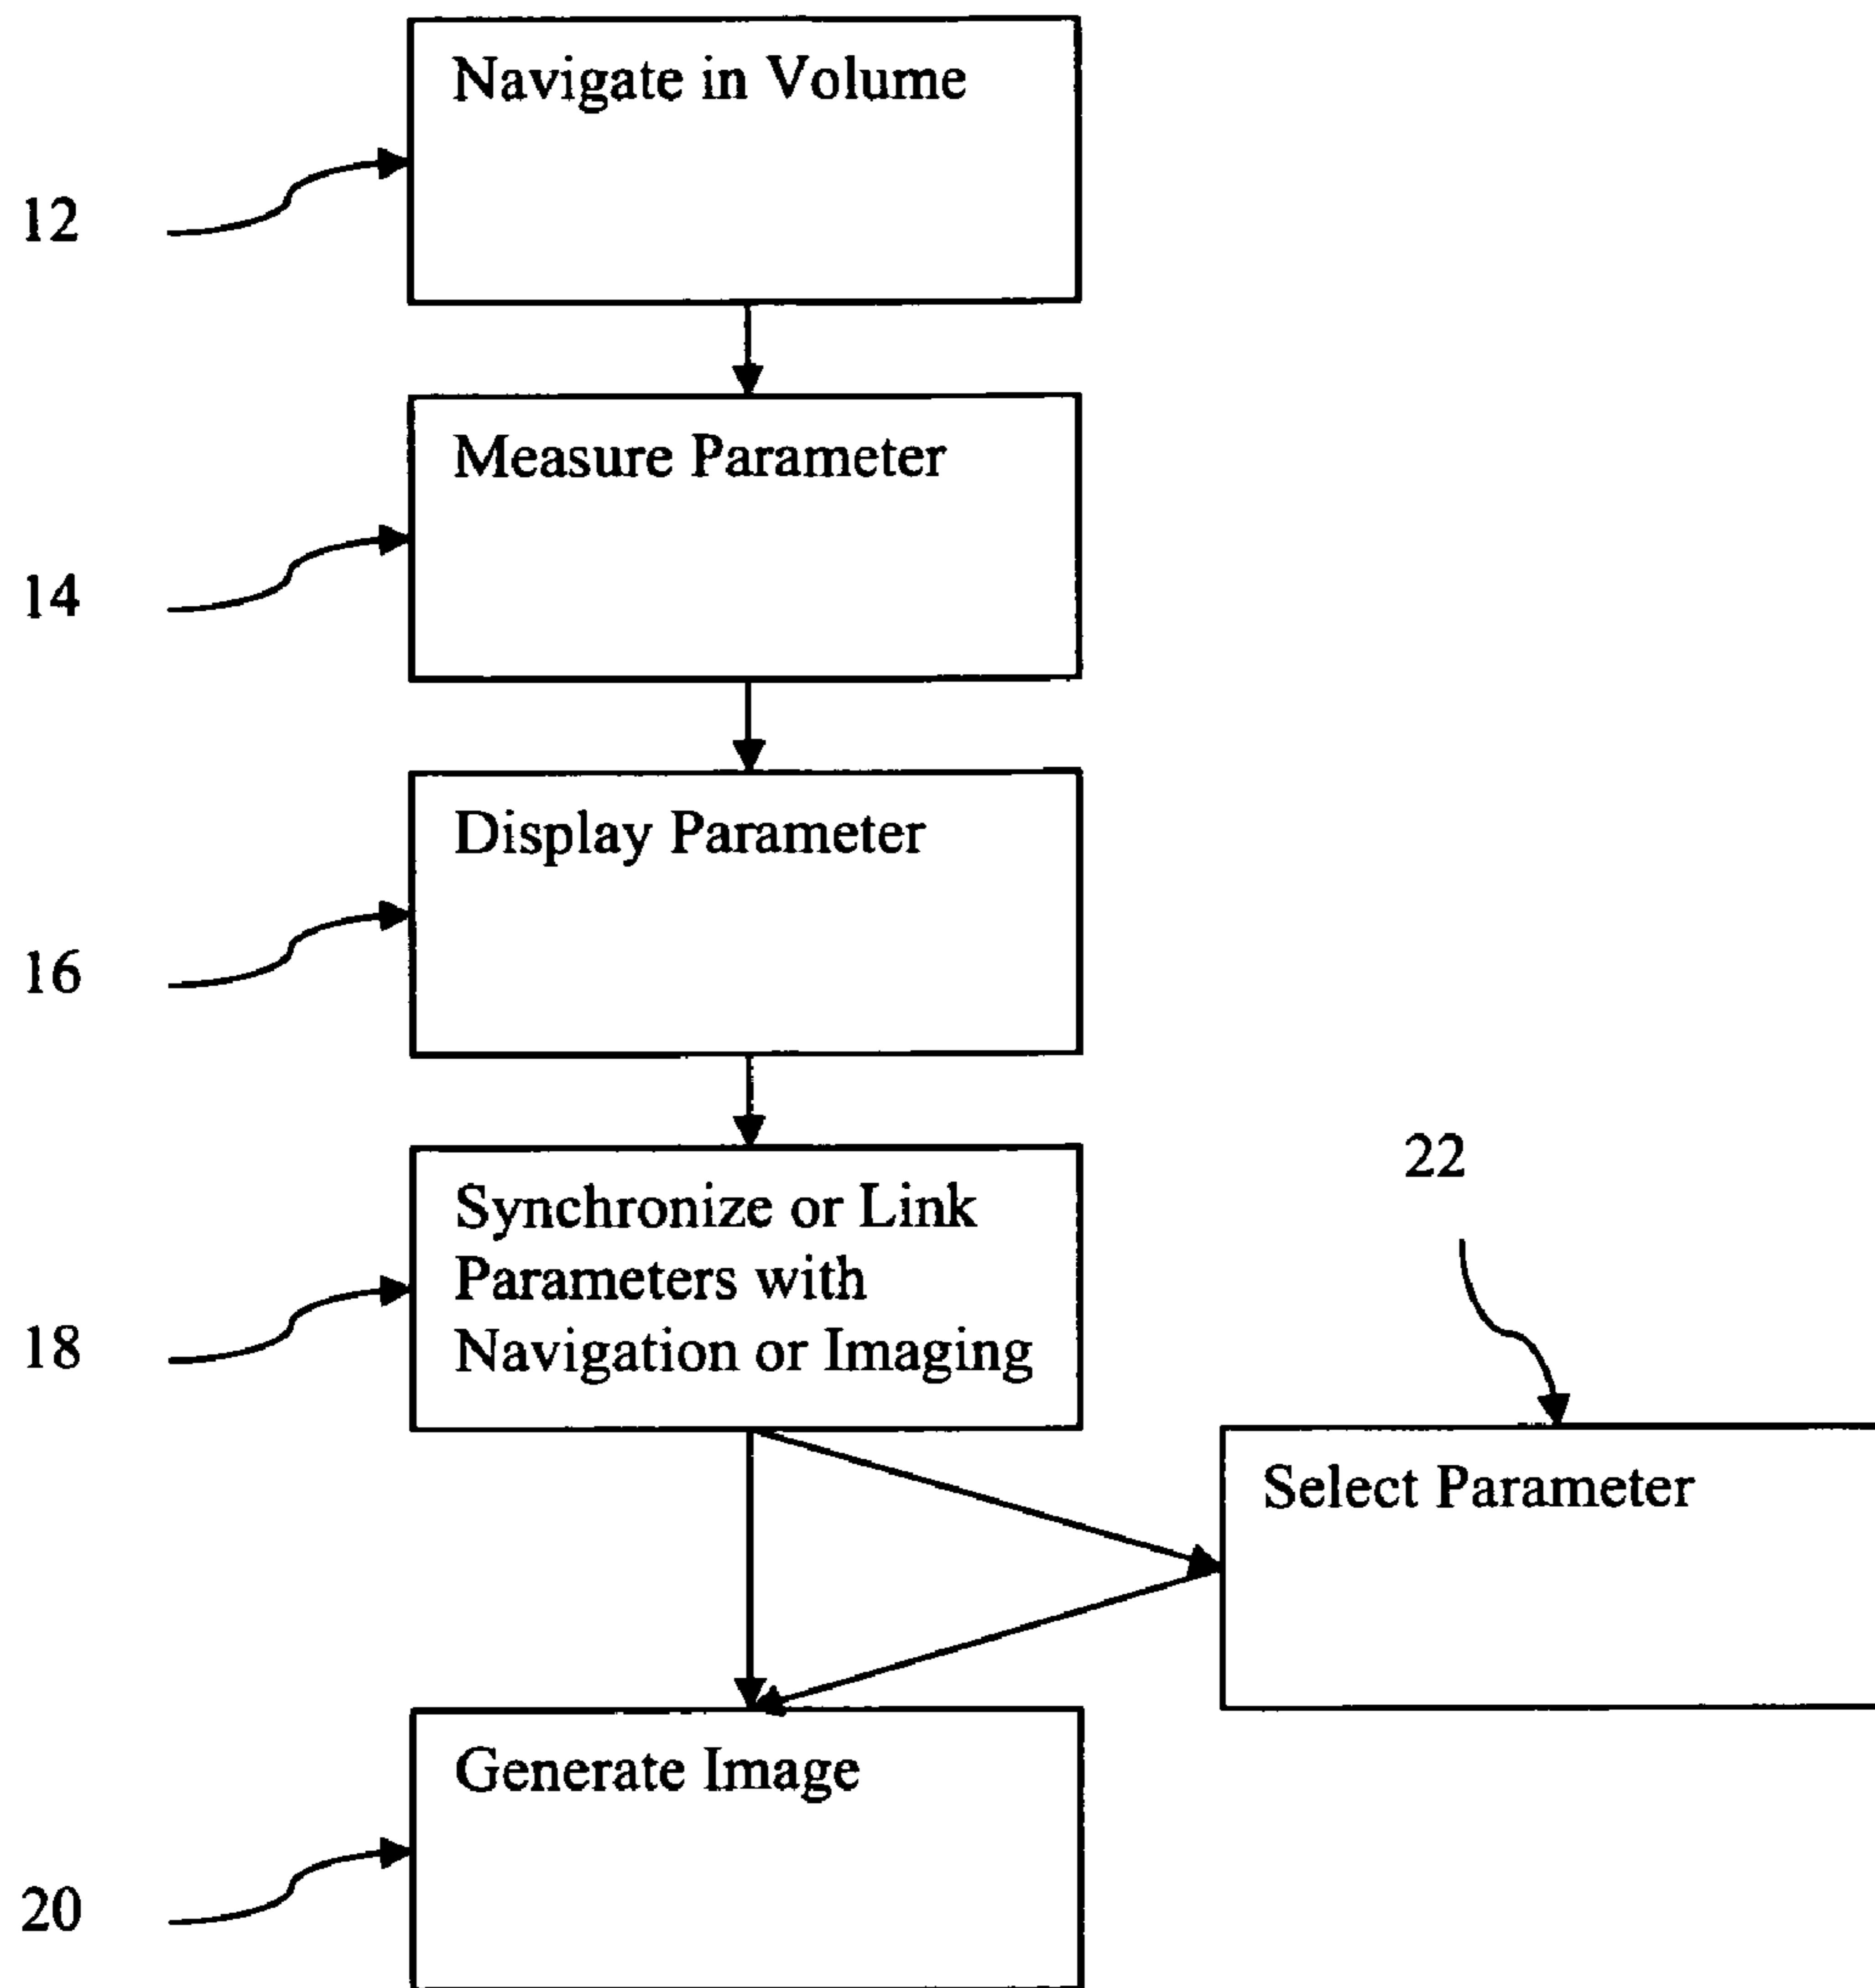 Navigate in Volume
12
Measure Parameter
14
Display Parameter
16
Synchronize or Link
Parameters with
Navigation or Imaging
18
22
Select Parameter
Generate Image
20